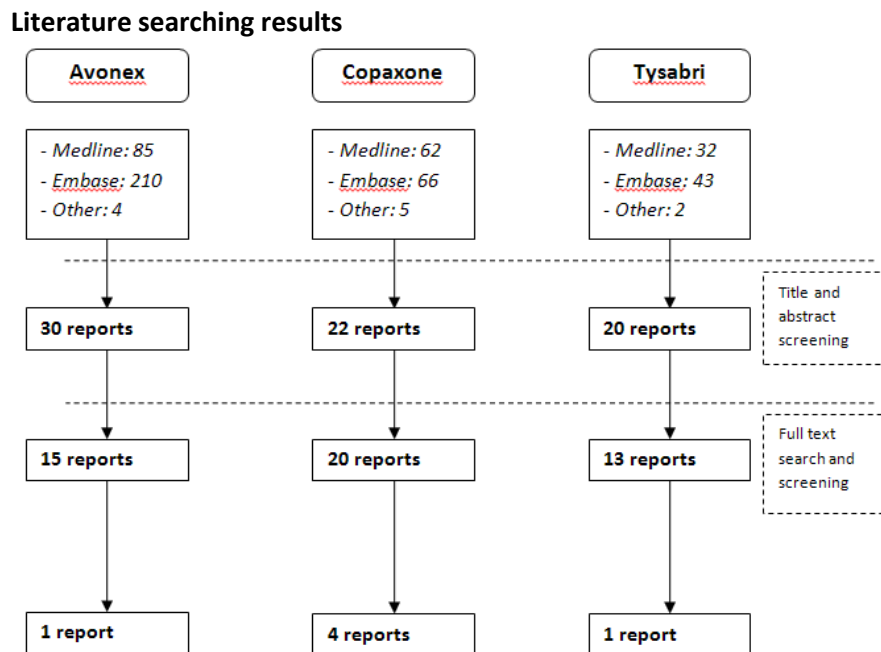 Literature searching results
Avonex
Copaxone
Tysabri
- Medline: 85
- Embase: 210
- Other: 4
- Medline: 62
- Embase: 66
- Other: 5
- Medline: 32
- Embase: 43
- Other: 2
Title and
abstract
screening
30 reports
22 reports
20 reports
Full text
search and
screening
15 reports
20 reports
13 reports
1 report
4 reports
1 report